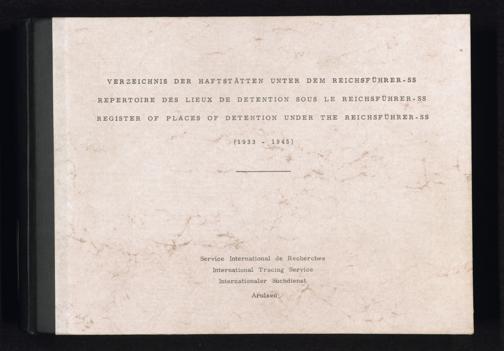 VERZEICHNIS DER HAFTSTÄTTEN UNTER DEM REICHSFÜHRER-SS
REPERTOIRE DES LIEUX DE DETENTION SOUS LE REICHSFÜHRER-SS
REGISTER OF PLACES OF DETENTION UNDER THE REICHSFÜHRER-SS
(1933 - 1945)
Service International de Recherches
International Tracing Service
Internationaler Suchdienst
Arolsen